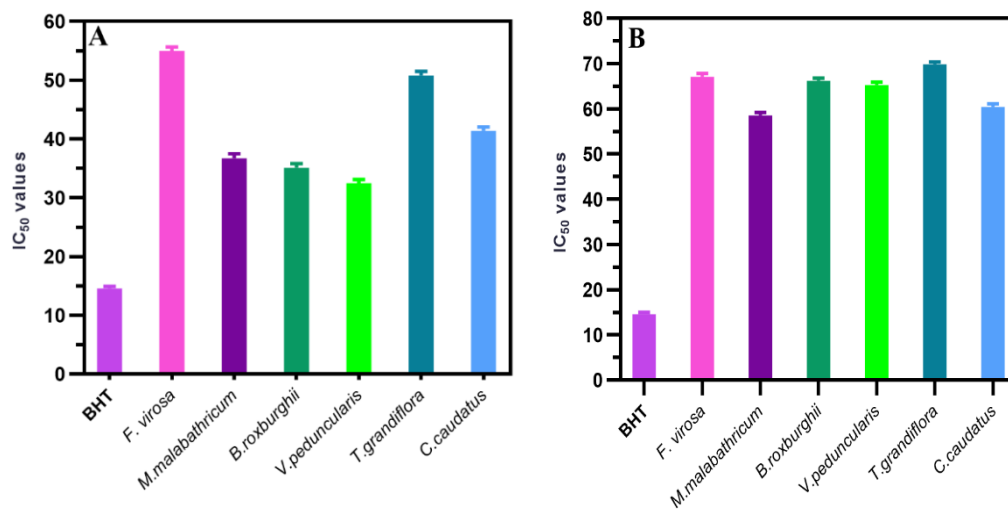 A
60
50
40
30
20
10
0
IC50 values
BHT
F. virosa
M.malabathricum
B.roxburghii
V.peduncularis
T.grandiflora
C.caudatus
B
80
70
60
50
40
30
20
10
0
IC50 values
BHT
F. virosa
M.malabathricum
B.roxburghii
V.peduncularis
T.grandiflora
C.caudatus